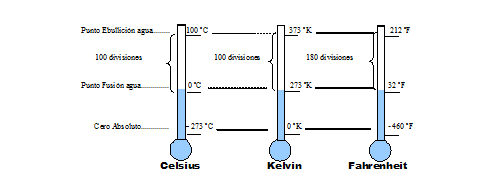 Punto Ebullición agua 100 °C 373 °K 212 °F
100 divisiones 100 divisiones 180 divisiones
Punto Fusión agua 0 °C 273 °K 32 °F
Cero Absoluto - 273 °C 0 °K -460 °F
Celsius Kelvin Fahrenheit